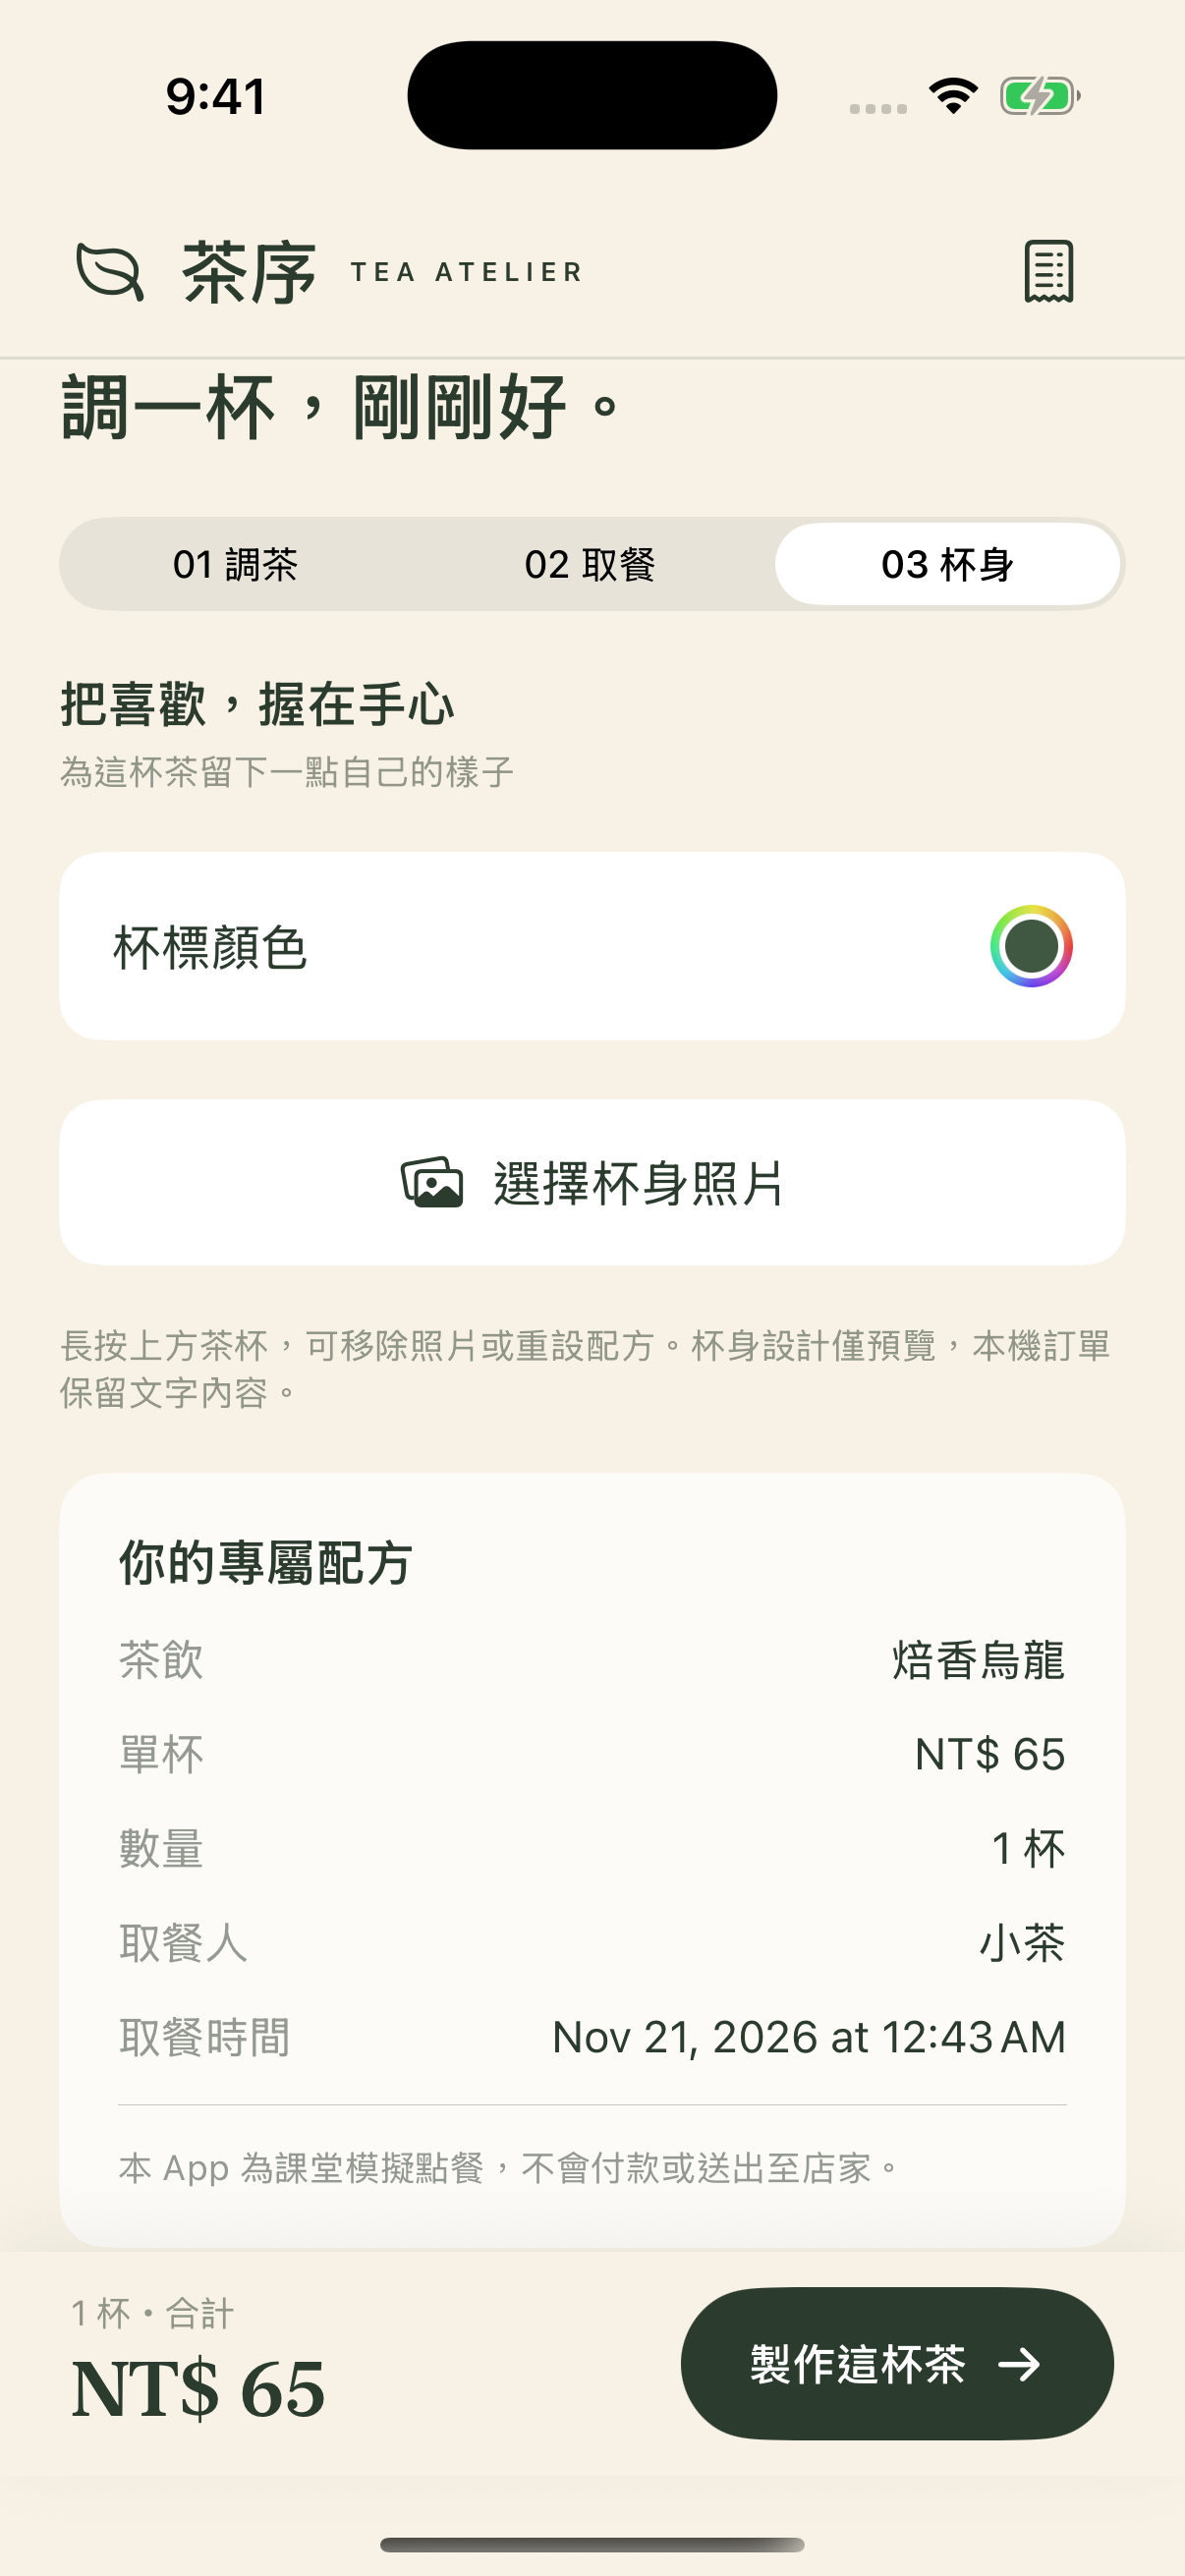 9:41
茶序 TEA ATELIER
調一杯，剛剛好。
01 調茶 02 取餐 03 杯身
把喜歡，握在手心
為這杯茶留下一點自己的樣子
杯標顏色
選擇杯身照片
長按上方茶杯，可移除照片或重設配方。杯身設計僅預覽，本機訂單
保留文字內容。
你的專屬配方
茶飲 焙香烏龍
單杯 NT$ 65
數量 1 杯
取餐人 小茶
取餐時間 Nov 21, 2026 at 12:43 AM
本 App 為課堂模擬點餐，不會付款或送出至店家。
1 杯・合計
NT$ 65
製作這杯茶 →